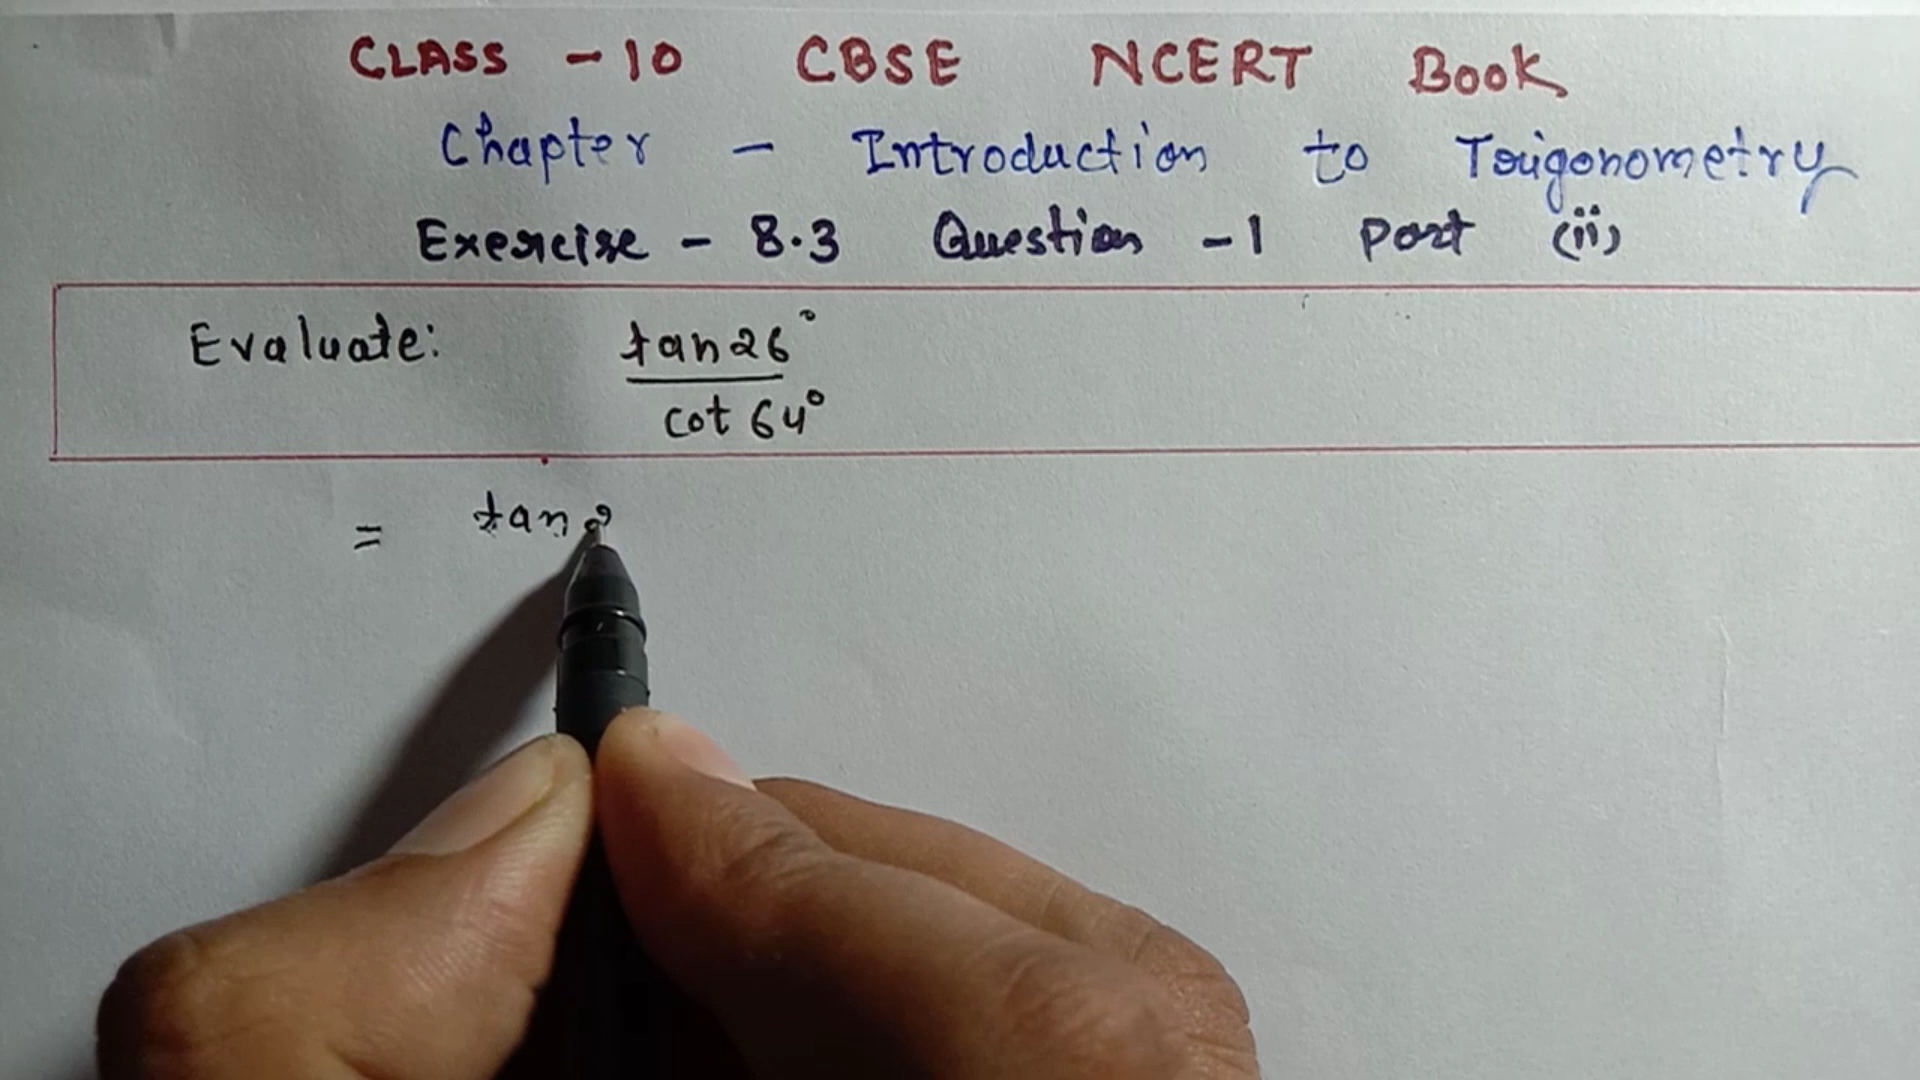 CLASS - 10 CBSE NCERT Book
Chapter - Introduction to Trigonometry
Exercise - 8.3 Question - 1 Part (ii)
Evaluate: tan26°
cot 64°
= tan 2